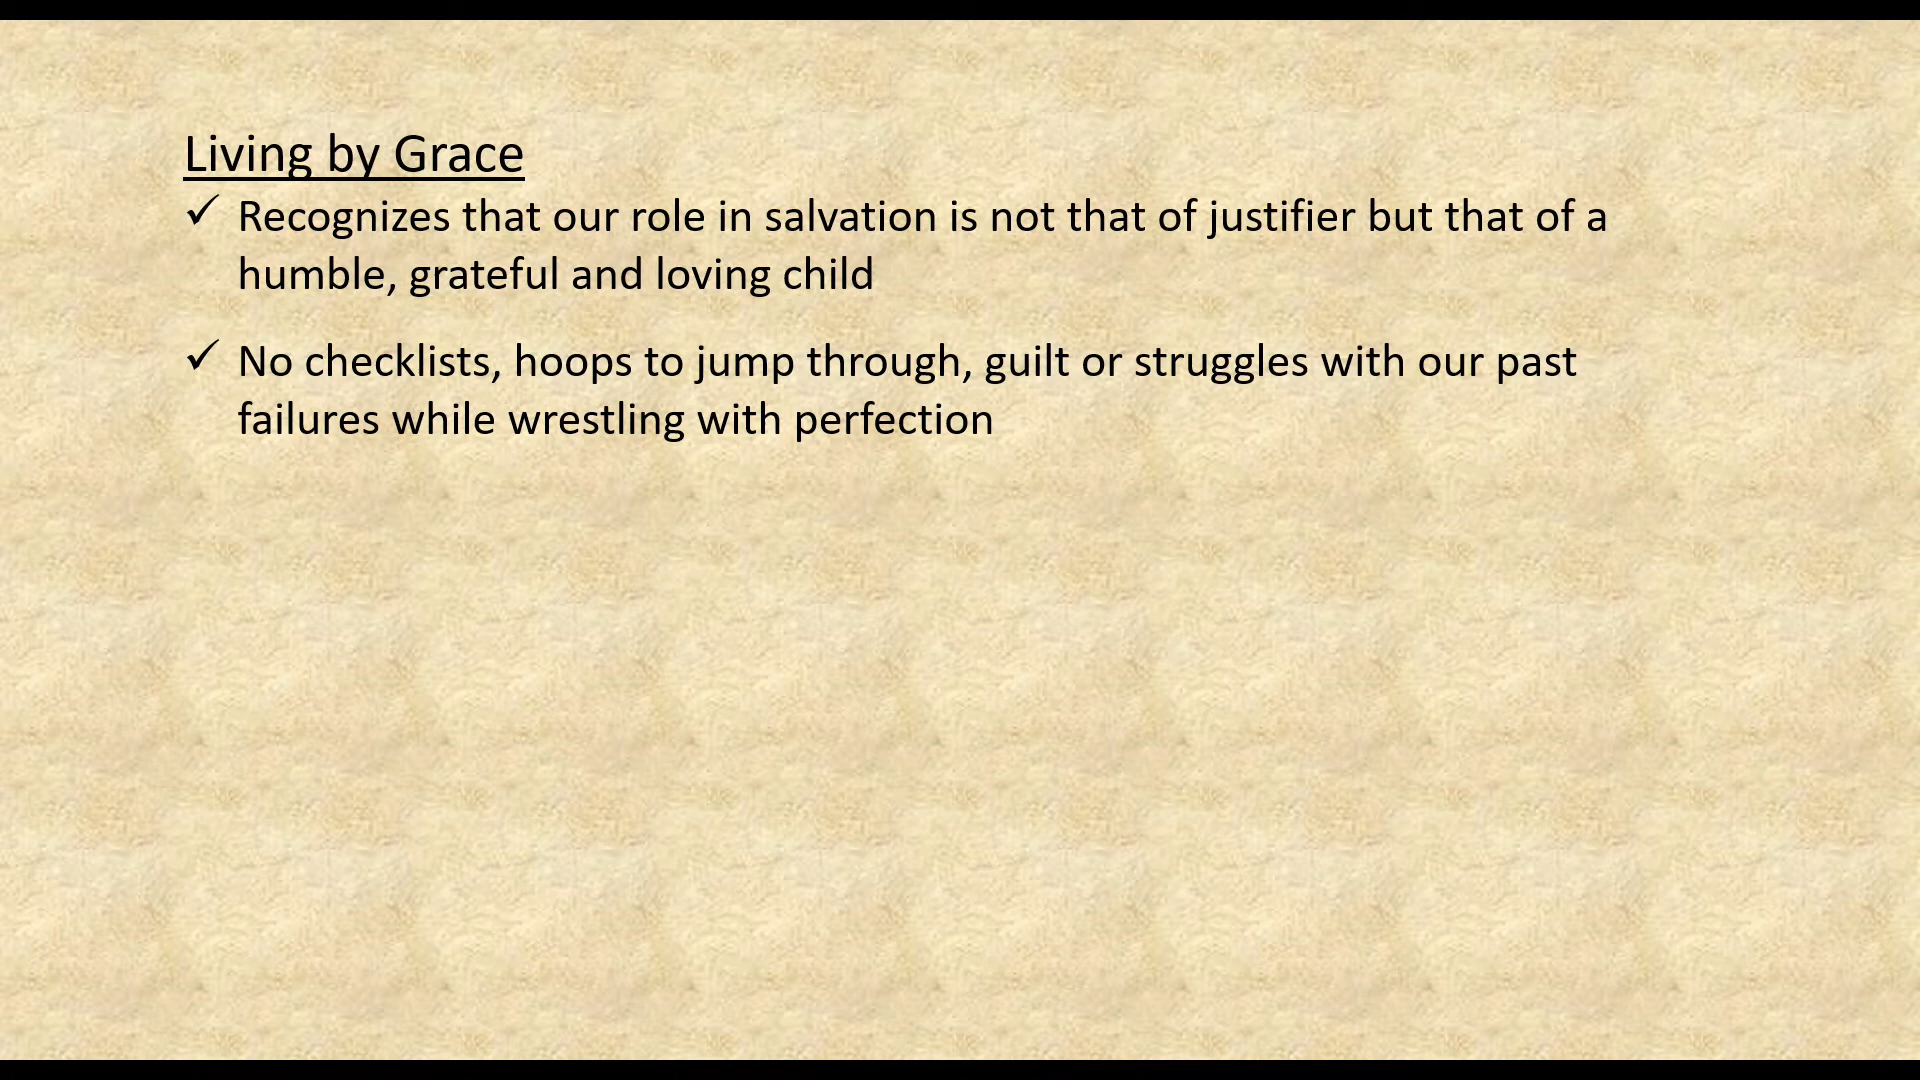 Living by Grace
✓ Recognizes that our role in salvation is not that of justifier but that of a
humble, grateful and loving child
✓ No checklists, hoops to jump through, guilt or struggles with our past
failures while wrestling with perfection